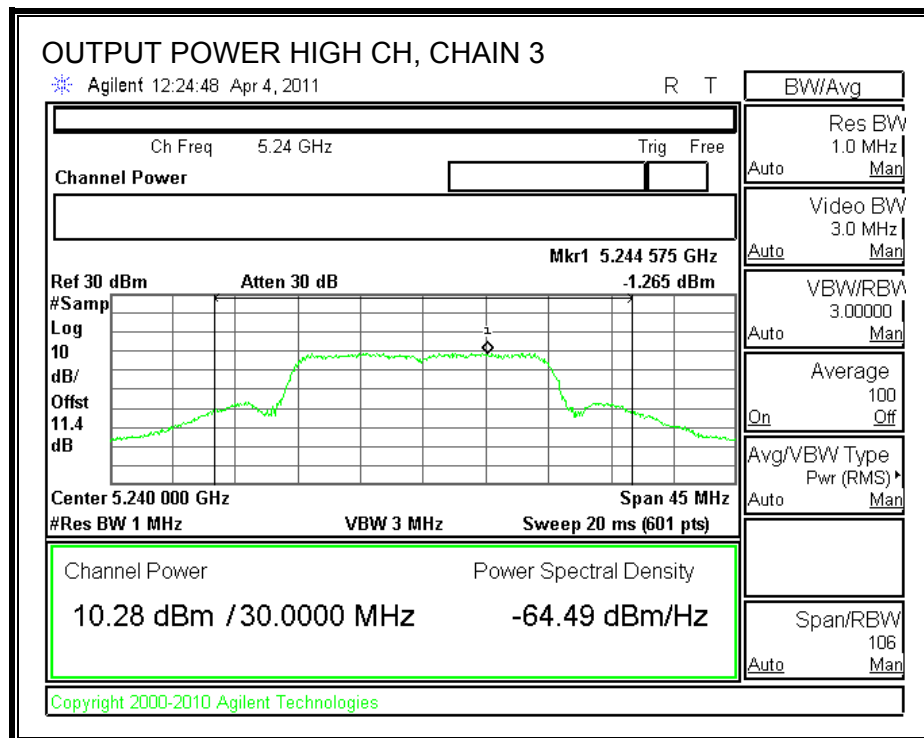 OUTPUT POWER HIGH CH, CHAIN 3
Agilent 12:24:48 Apr 4, 2011 R T
Ch Freq 5.24 GHz Trig Free
Channel Power
Mkr1 5.244 575 GHz
Ref 30 dBm Atten 30 dB -1.265 dBm
#Samp
Log
10
dB/
Offst
11.4
dB
1
Center 5.240 000 GHz Span 45 MHz
#Res BW 1 MHz VBW 3 MHz Sweep 20 ms (601 pts)
Channel Power Power Spectral Density
10.28 dBm / 30.0000 MHz -64.49 dBm/Hz
Copyright 2000-2010 Agilent Technologies
BW/Avg
Res BW
1.0 MHz
Auto Man
Video BW
3.0 MHz
Auto Man
VBW/RBW
3.00000
Auto Man
Average
100
On Off
Avg/VBW Type
Pwr (RMS)
Auto Man
Span/RBW
106
Auto Man